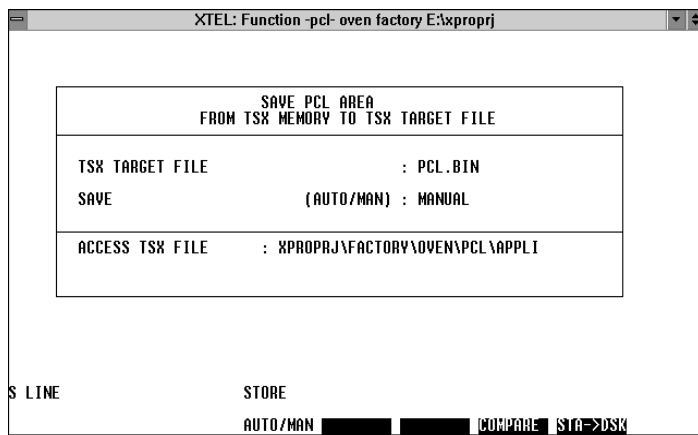 XTEL: Function -pcl- oven factory E:\xproprj
SAVE PCL AREA
FROM TSX MEMORY TO TSX TARGET FILE
TSX TARGET FILE : PCL.BIN
SAVE (AUTO/MAN) : MANUAL
ACCESS TSX FILE : XPROPRJ\FACTORY\OVEN\PCL\APPLI
S LINE STORE
AUTO/MAN COMPARE STA->DSK